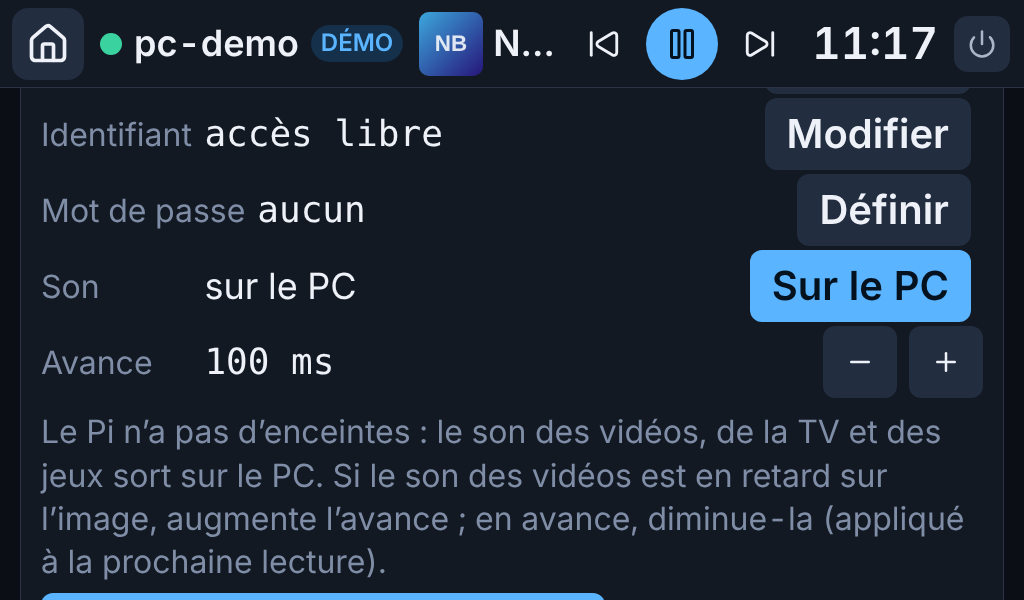 pc-demo DÉMO NB N... 11:17
Identifiant accès libre Modifier
Mot de passe aucun Définir
Son sur le PC Sur le PC
Avance 100 ms − +
Le Pi n’a pas d’enceintes : le son des vidéos, de la TV et des
jeux sort sur le PC. Si le son des vidéos est en retard sur
l’image, augmente l’avance ; en avance, diminue-la (appliqué
à la prochaine lecture).